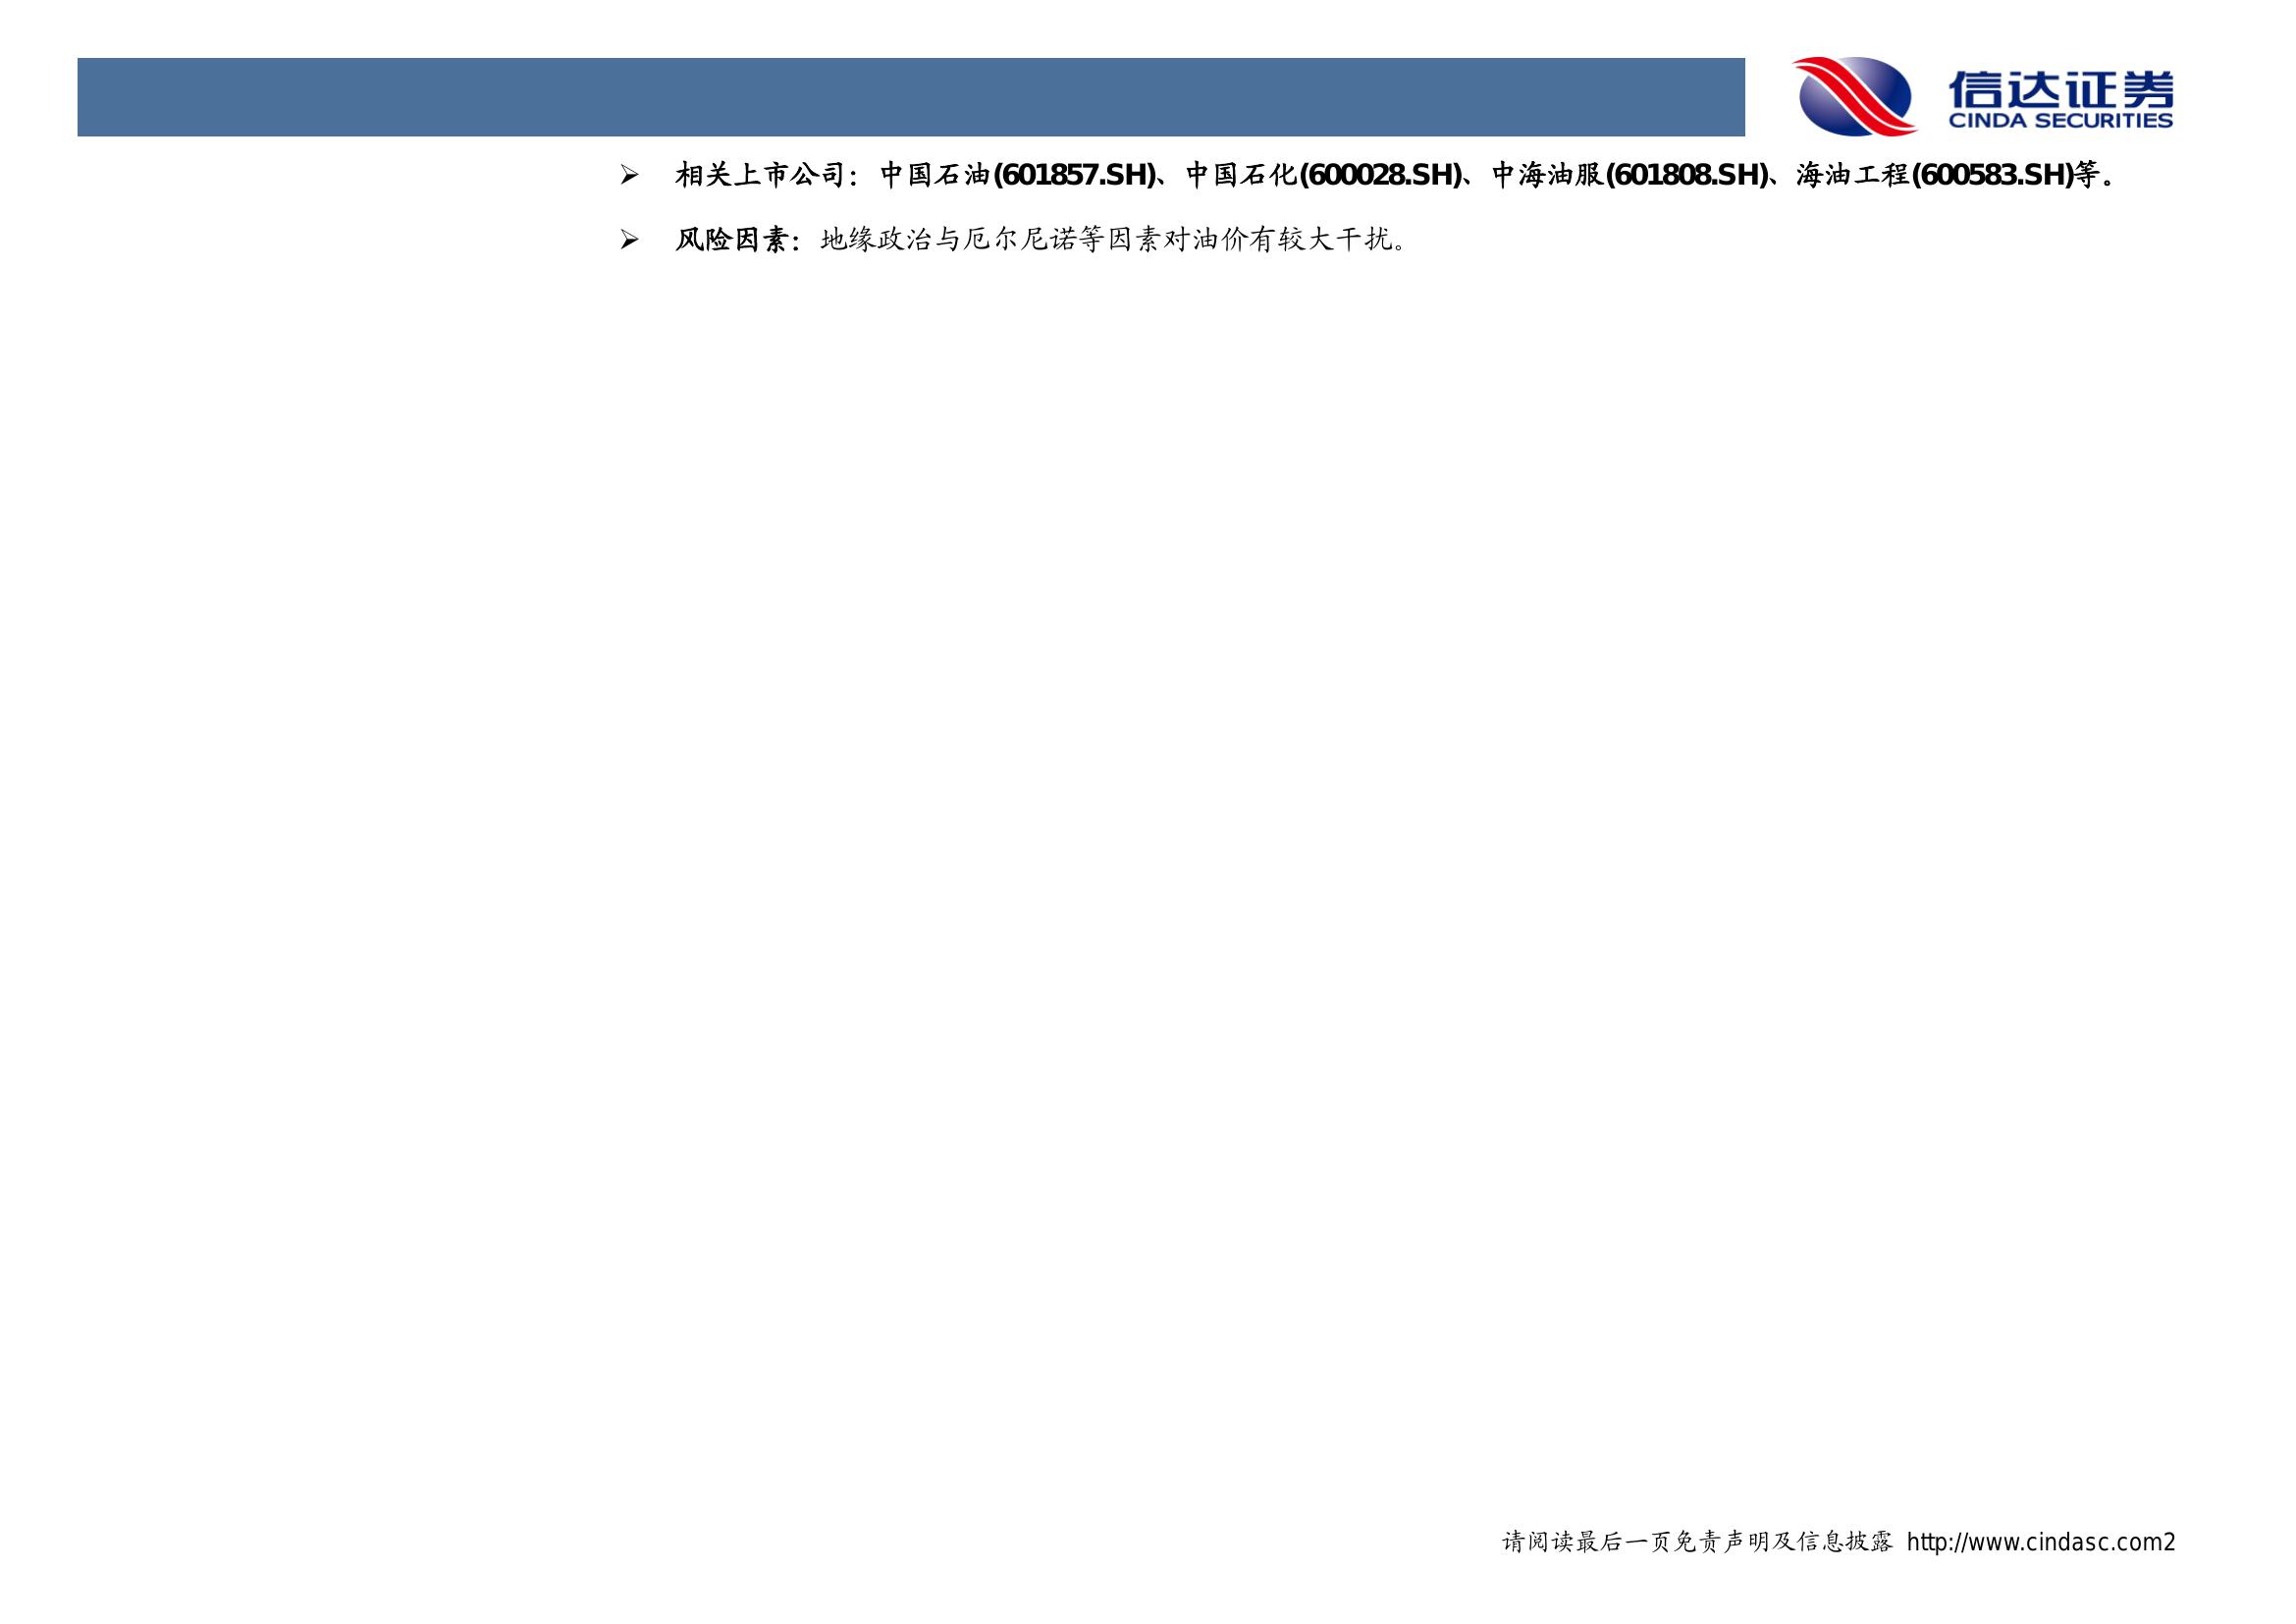 信达证券
CINDA SECURITIES
➢ 相关上市公司：中国石油(601857.SH)、中国石化(600028.SH)、中海油服(601808.SH)、海油工程(600583.SH)等。
➢ 风险因素：地缘政治与厄尔尼诺等因素对油价有较大干扰。
请阅读最后一页免责声明及信息披露 http://www.cindasc.com2